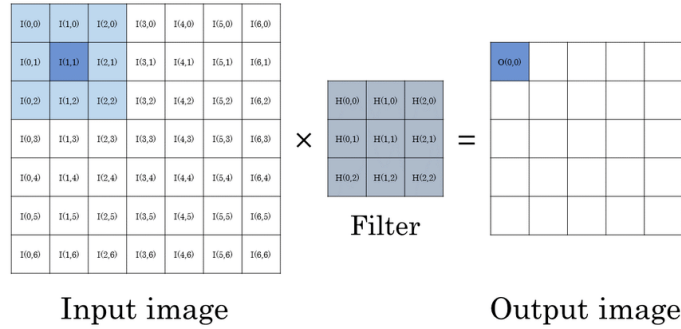 I(0,0) I(1,0) I(2,0) I(3,0) I(4,0) I(5,0) I(6,0)
I(0,1) I(1,1) I(2,1) I(3,1) I(4,1) I(5,1) I(6,1)
I(0,2) I(1,2) I(2,2) I(3,2) I(4,2) I(5,2) I(6,2)
I(0,3) I(1,3) I(2,3) I(3,3) I(4,3) I(5,3) I(6,3)
I(0,4) I(1,4) I(2,4) I(3,4) I(4,4) I(5,4) I(6,4)
I(0,5) I(1,5) I(2,5) I(3,5) I(4,5) I(5,5) I(6,5)
I(0,6) I(1,6) I(2,6) I(3,6) I(4,6) I(5,6) I(6,6)
Input image
×
H(0,0) H(1,0) H(2,0)
H(0,1) H(1,1) H(2,1)
H(0,2) H(1,2) H(2,2)
Filter
=
O(0,0)
Output image